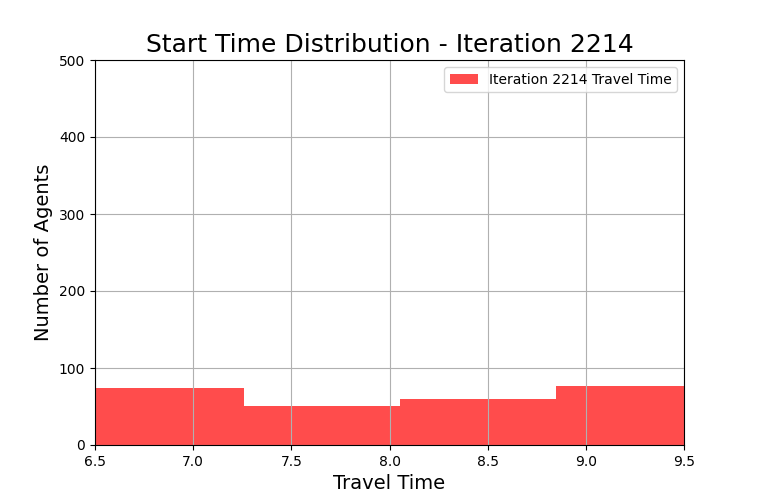 Start Time Distribution - Iteration 2214
Iteration 2214 Travel Time
500
400
300
200
100
0
Number of Agents
6.5 7.0 7.5 8.0 8.5 9.0 9.5
Travel Time